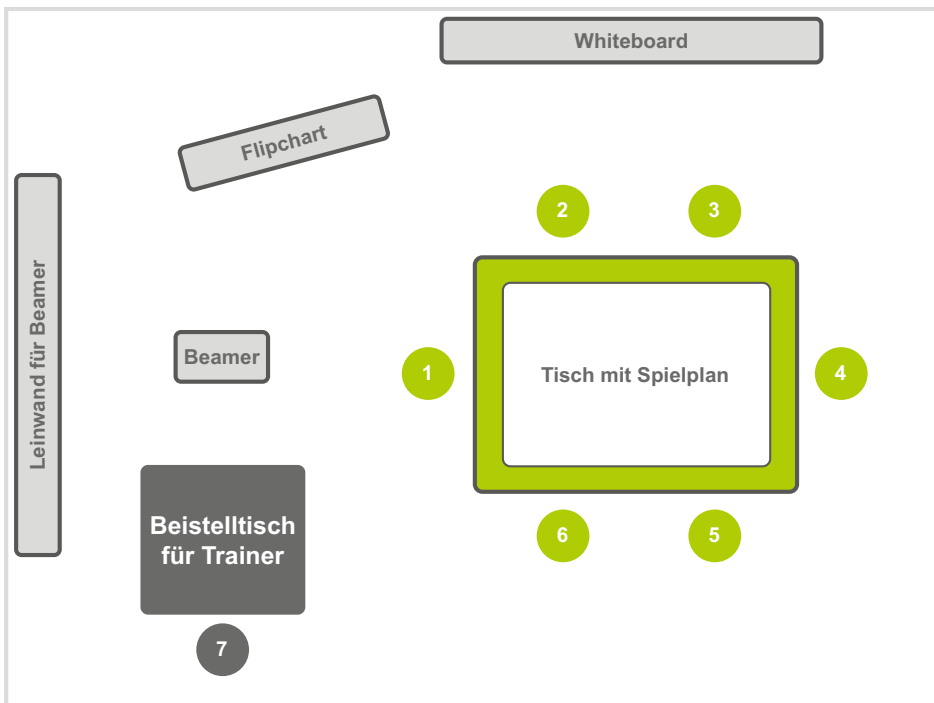 Whiteboard
Flipchart
Leinwand für Beamer
2
3
Beamer
1
Tisch mit Spielplan
4
Beistelltisch
für Trainer
6
5
7